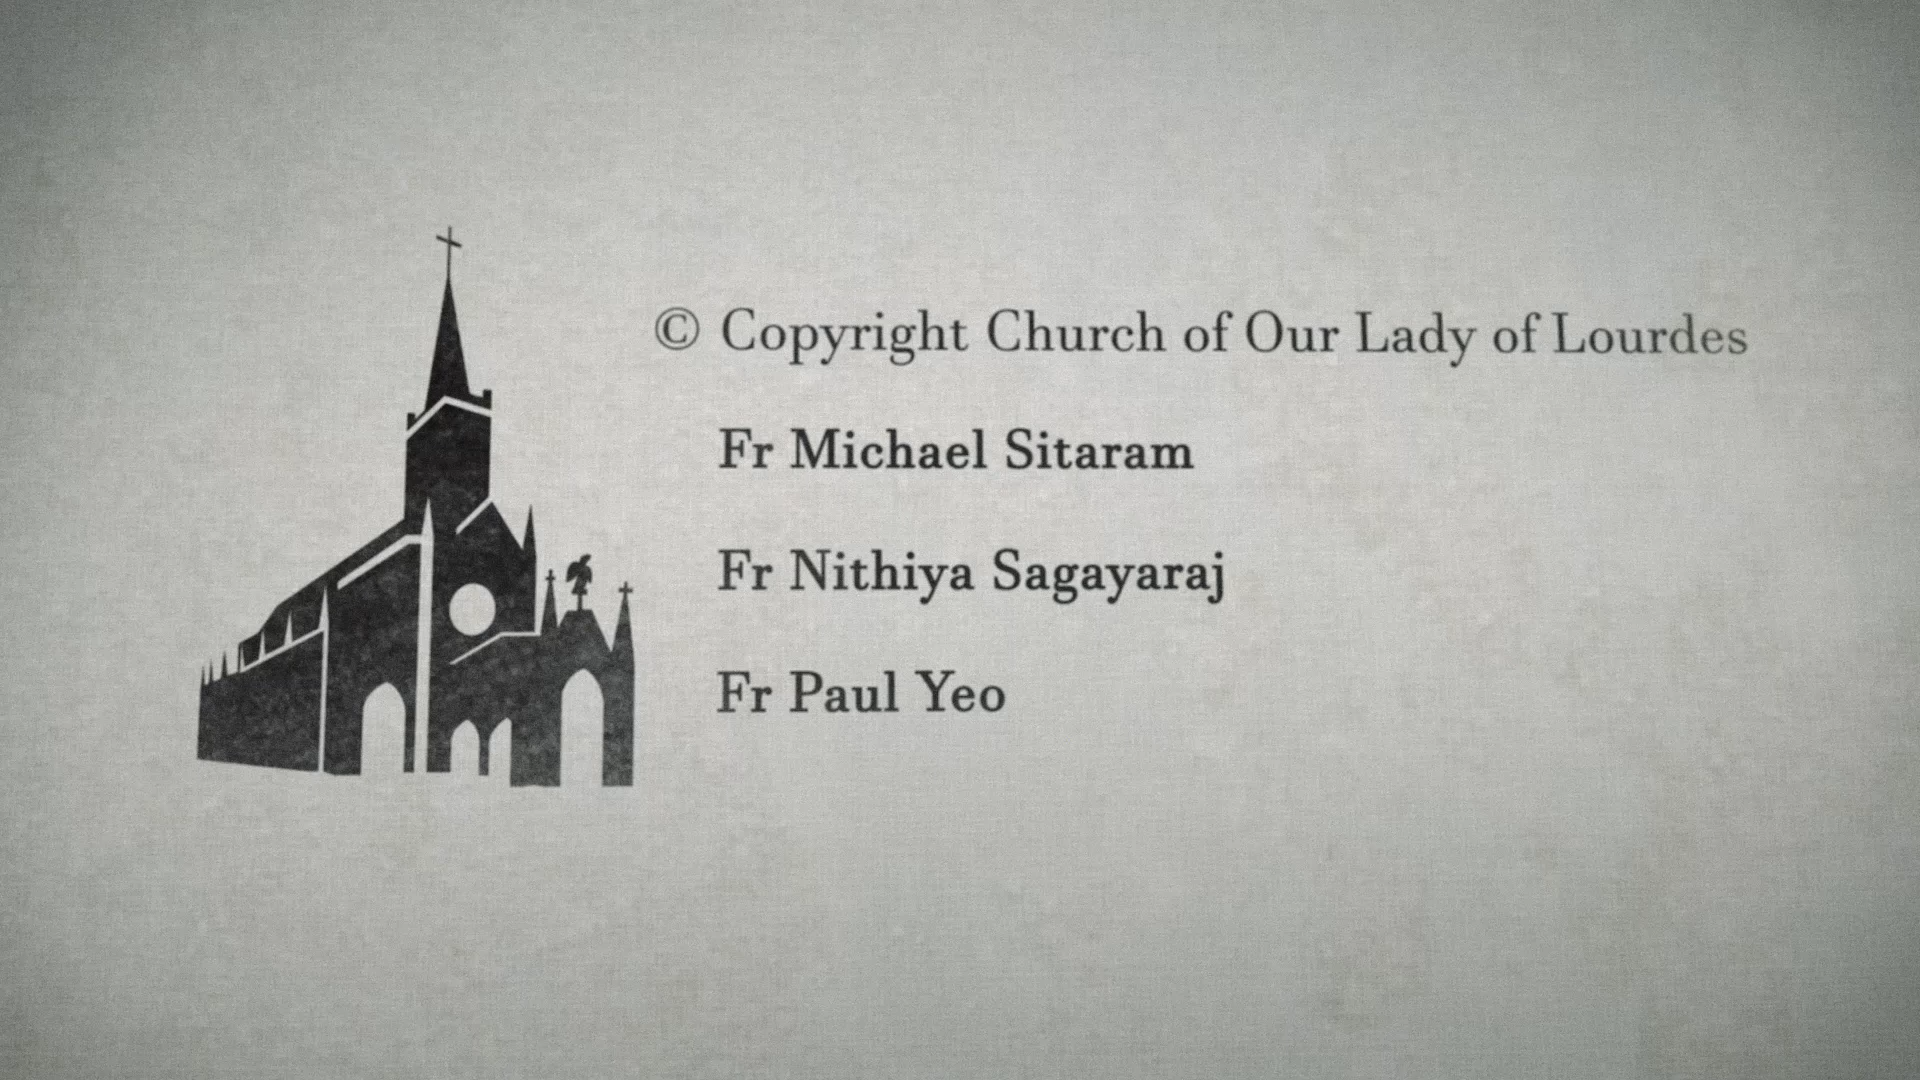 © Copyright Church of Our Lady of Lourdes
Fr Michael Sitaram
Fr Nithiya Sagayaraj
Fr Paul Yeo